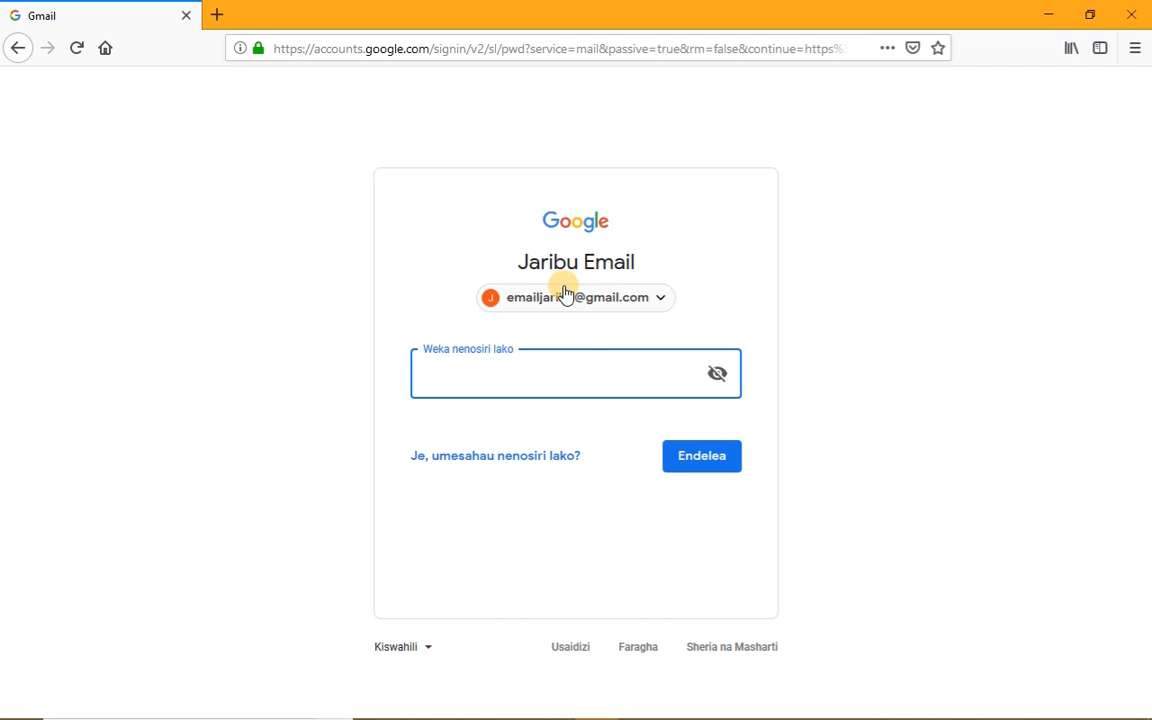 Gmail
https://accounts.google.com/signin/v2/sl/pwd?service=mail&passive=true&rm=false&continue=https%
Google
Jaribu Email
J
@gmail.com
Weka nenosiri lako
Je, umesahau nenosiri lako?
Endelea
Kiswahili
Usaidizi
Faragha
Sheria na Masharti